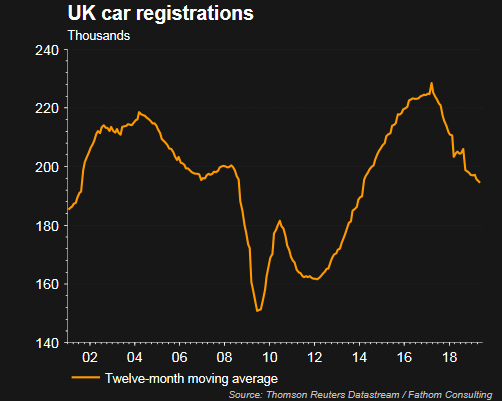 UK car registrations
Thousands
240
220
200
180
160
140
02 04 06 08 10 12 14 16 18
Twelve-month moving average
Source: Thomson Reuters Datastream / Fathom Consulting